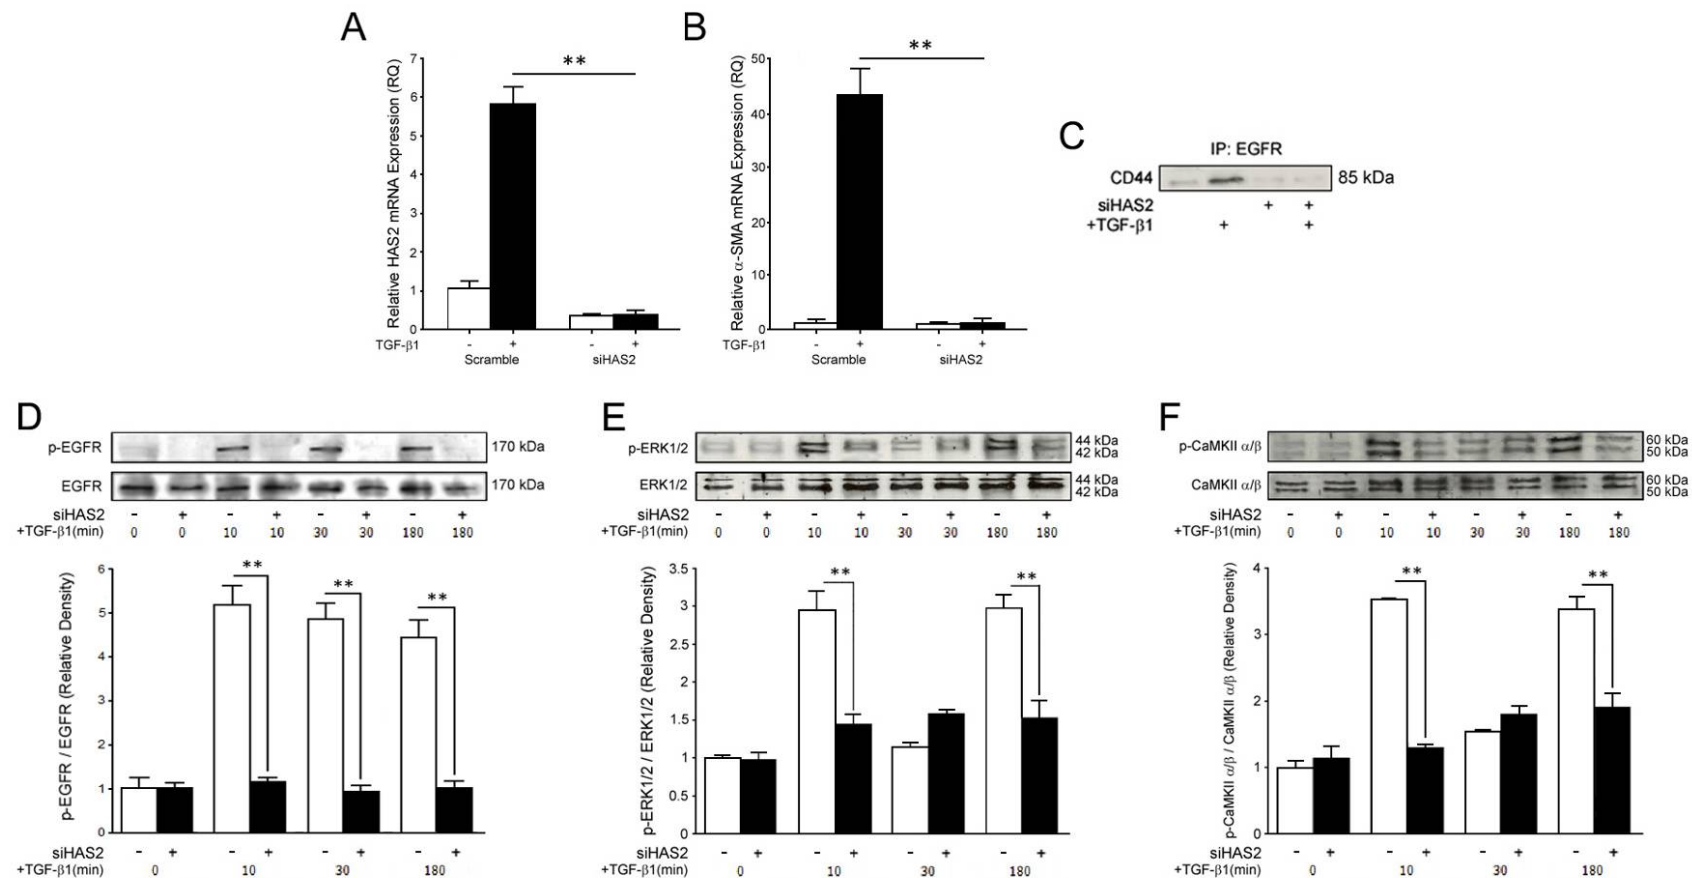 A
B
Relative HAS2 mRNA Expression (RQ)
7
6
5
4
3
2
1
0
**
TGF-β1
- + - +
Scramble siHAS2
Relative α-SMA mRNA Expression (RQ)
50
40
30
20
10
0
**
TGF-β1
- + - +
Scramble siHAS2
C
IP: EGFR
CD44 85 kDa
siHAS2 + +
+TGF-β1 + +
D
p-EGFR 170 kDa
EGFR 170 kDa
siHAS2 - + - + - + - +
+TGF-β1(min) 0 0 10 10 30 30 180 180
p-EGFR / EGFR (Relative Density)
6
5
4
3
2
1
0
** ** **
siHAS2 - + - + - + - +
+TGF-β1(min) 0 10 30 180
E
p-ERK1/2 44 kDa
42 kDa
ERK1/2 44 kDa
42 kDa
siHAS2 - + - + - + - +
+TGF-β1(min) 0 0 10 10 30 30 180 180
p-ERK1/2 / ERK1/2 (Relative Density)
3.5
3
2.5
2
1.5
1
0.5
0
** **
siHAS2 - + - + - + - +
+TGF-β1(min) 0 10 30 180
F
p-CaMKII α/β 60 kDa
50 kDa
CaMKII α/β 60 kDa
50 kDa
siHAS2 - + - + - + - +
+TGF-β1(min) 0 0 10 10 30 30 180 180
p-CaMKII α/β / CaMKII α/β (Relative Density)
4
3
2
1
0
** **
siHAS2 - + - + - + - +
+TGF-β1(min) 0 10 30 180